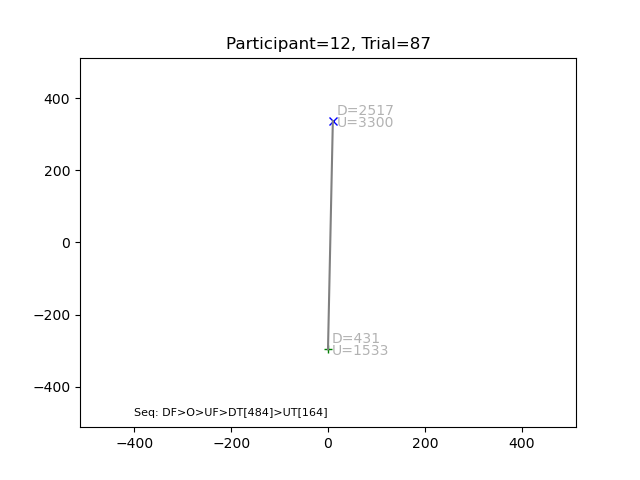 Participant=12, Trial=87
400
200
0
−200
−400
D=2517
U=3300
D=431
U=1533
Seq: DF>O>UF>DT[484]>UT[164]
−400
−200
0
200
400